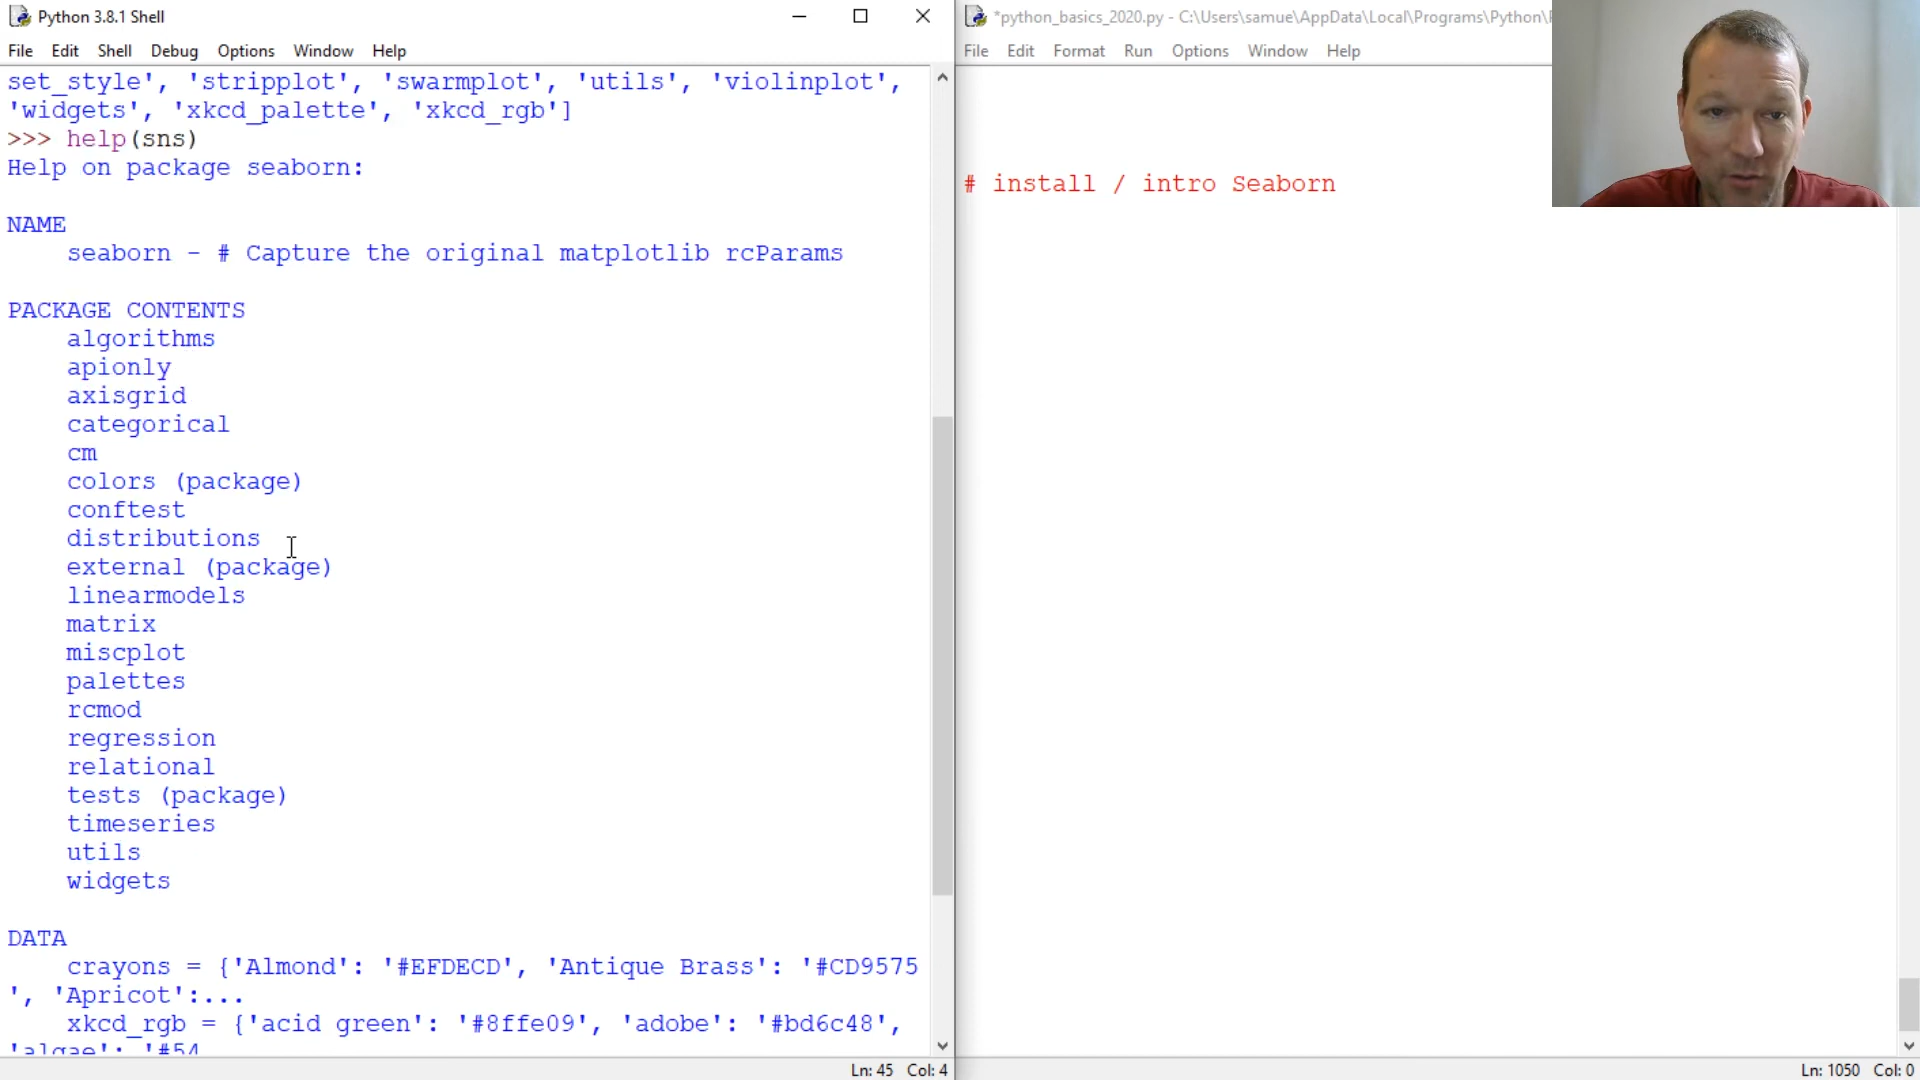 Python 3.8.1 Shell
File Edit Shell Debug Options Window Help
set_style', 'stripplot', 'swarmplot', 'utils', 'violinplot',
'widgets', 'xkcd_palette', 'xkcd_rgb']
>>> help(sns)
Help on package seaborn:
NAME
seaborn - # Capture the original matplotlib rcParams
PACKAGE CONTENTS
algorithms
apionly
axisgrid
categorical
cm
colors (package)
conftest
distributions
external (package)
linearmodels
matrix
miscplot
palettes
rcmod
regression
relational
tests (package)
timeseries
utils
widgets
DATA
crayons = {'Almond': '#EFDECD', 'Antique Brass': '#CD9575
', 'Apricot':...
xkcd_rgb = {'acid green': '#8ffe09', 'adobe': '#bd6c48',
'algae': '#54
Ln: 45 Col: 4
*python_basics_2020.py - C:\Users\samue\AppData\Local\Programs\Python\
File Edit Format Run Options Window Help
# install / intro Seaborn
Ln: 1050 Col: 0